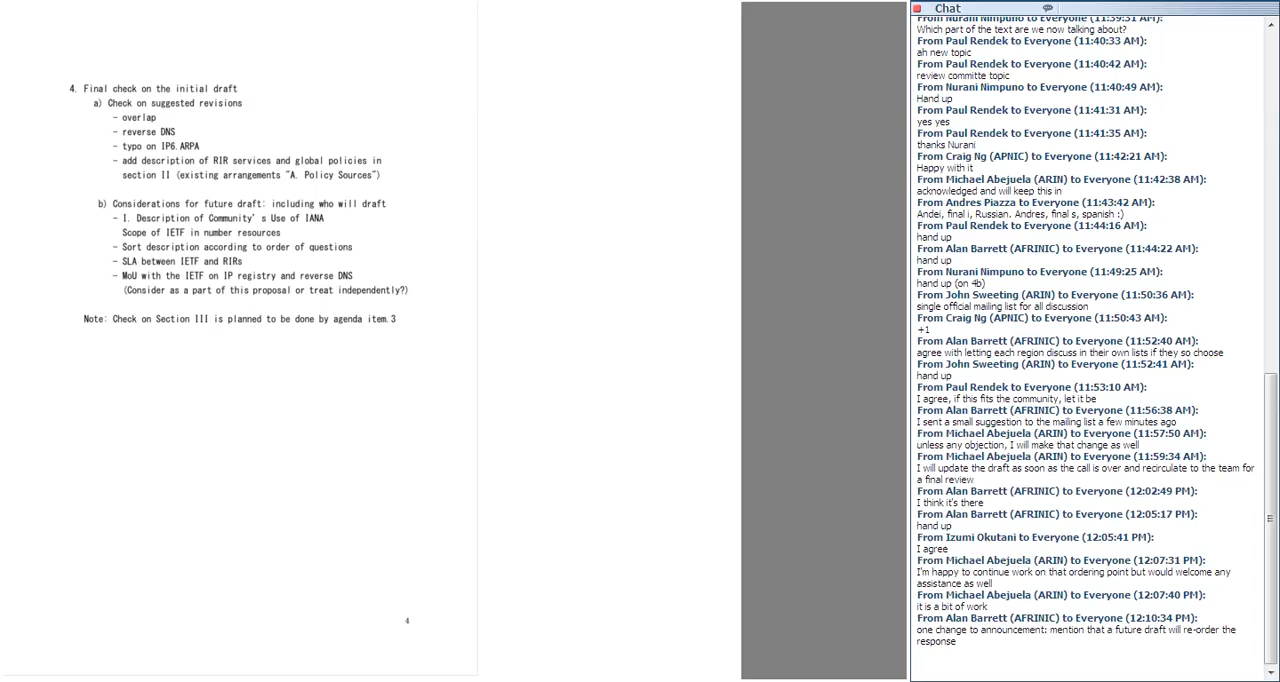 4. Final check on the initial draft
a) Check on suggested revisions
- overlap
- reverse DNS
- typo on IP6.ARPA
- add description of RIR services and global policies in
section II (existing arrangements "A. Policy Sources")
b) Considerations for future draft: including who will draft
- I. Description of Community's Use of IANA
Scope of IETF in number resources
- Sort description according to order of questions
- SLA between IETF and RIRs
- MoU with the IETF on IP registry and reverse DNS
(Consider as a part of this proposal or treat independently?)
Note: Check on Section III is planned to be done by agenda item.3
4
Chat
From Nurani Nimpuno to Everyone (11:39:31 AM):
Which part of the text are we now talking about?
From Paul Rendek to Everyone (11:40:33 AM):
ah new topic
From Paul Rendek to Everyone (11:40:42 AM):
review committe topic
From Nurani Nimpuno to Everyone (11:40:49 AM):
Hand up
From Paul Rendek to Everyone (11:41:31 AM):
yes yes
From Paul Rendek to Everyone (11:41:35 AM):
thanks Nurani
From Craig Ng (APNIC) to Everyone (11:42:21 AM):
Happy with it
From Michael Abejuela (ARIN) to Everyone (11:42:38 AM):
acknowledged and will keep this in
From Andres Piazza to Everyone (11:43:42 AM):
Andei, final i, Russian. Andres, final s, spanish :)
From Paul Rendek to Everyone (11:44:16 AM):
hand up
From Alan Barrett (AFRINIC) to Everyone (11:44:22 AM):
hand up
From Nurani Nimpuno to Everyone (11:49:25 AM):
hand up (on 4b)
From John Sweeting (ARIN) to Everyone (11:50:36 AM):
single official mailing list for all discussion
From Craig Ng (APNIC) to Everyone (11:50:43 AM):
+1
From Alan Barrett (AFRINIC) to Everyone (11:52:40 AM):
agree with letting each region discuss in their own lists if they so choose
From John Sweeting (ARIN) to Everyone (11:52:41 AM):
hand up
From Paul Rendek to Everyone (11:53:10 AM):
I agree, if this fits the community, let it be
From Alan Barrett (AFRINIC) to Everyone (11:56:38 AM):
I sent a small suggestion to the mailing list a few minutes ago
From Michael Abejuela (ARIN) to Everyone (11:57:50 AM):
unless any objection, I will make that change as well
From Michael Abejuela (ARIN) to Everyone (11:59:34 AM):
I will update the draft as soon as the call is over and recirculate to the team for
a final review
From Alan Barrett (AFRINIC) to Everyone (12:02:49 PM):
I think it's there
From Alan Barrett (AFRINIC) to Everyone (12:05:17 PM):
hand up
From Izumi Okutani to Everyone (12:05:41 PM):
I agree
From Michael Abejuela (ARIN) to Everyone (12:07:31 PM):
I'm happy to continue work on that ordering point but would welcome any
assistance as well
From Michael Abejuela (ARIN) to Everyone (12:07:40 PM):
it is a bit of work
From Alan Barrett (AFRINIC) to Everyone (12:10:34 PM):
one change to announcement: mention that a future draft will re-order the
response